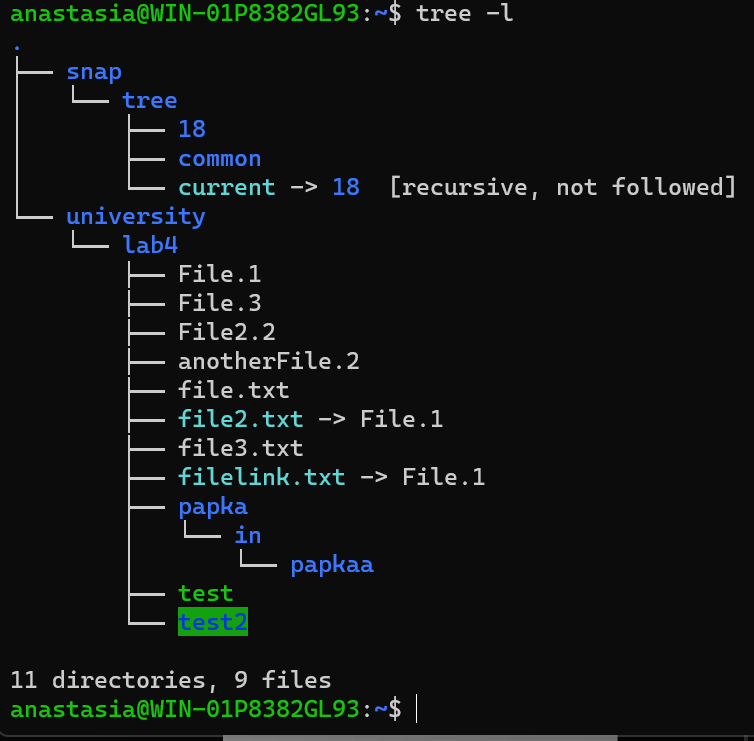 anastasia@WIN-01P8382GL93:~$ tree -l
.
├── snap
│   └── tree
│       ├── 18
│       ├── common
│       └── current -> 18  [recursive, not followed]
└── university
    └── lab4
        ├── File.1
        ├── File.3
        ├── File2.2
        ├── anotherFile.2
        ├── file.txt
        ├── file2.txt -> File.1
        ├── file3.txt
        ├── filelink.txt -> File.1
        ├── papka
        │   └── in
        │       └── papkaa
        ├── test
        └── test2

11 directories, 9 files
anastasia@WIN-01P8382GL93:~$